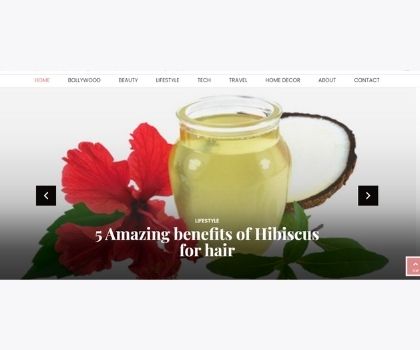 HOME BOLLYWOOD BEAUTY LIFESTYLE TECH TRAVEL HOME DECOR ABOUT CONTACT
LIFESTYLE
5 Amazing benefits of Hibiscus
for hair